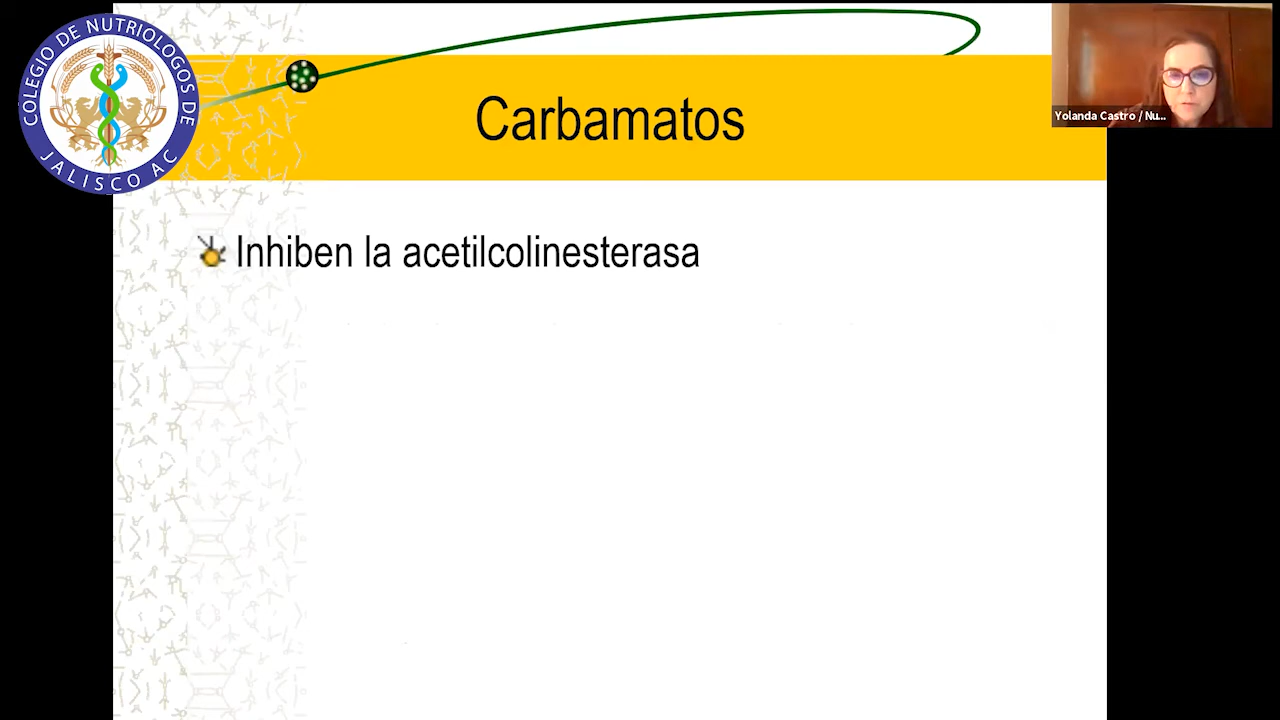 COLEGIO DE NUTRIOLOGOS DE
JALISCO AC
Carbamatos
Yolanda Castro / Nu...
Inhiben la acetilcolinesterasa